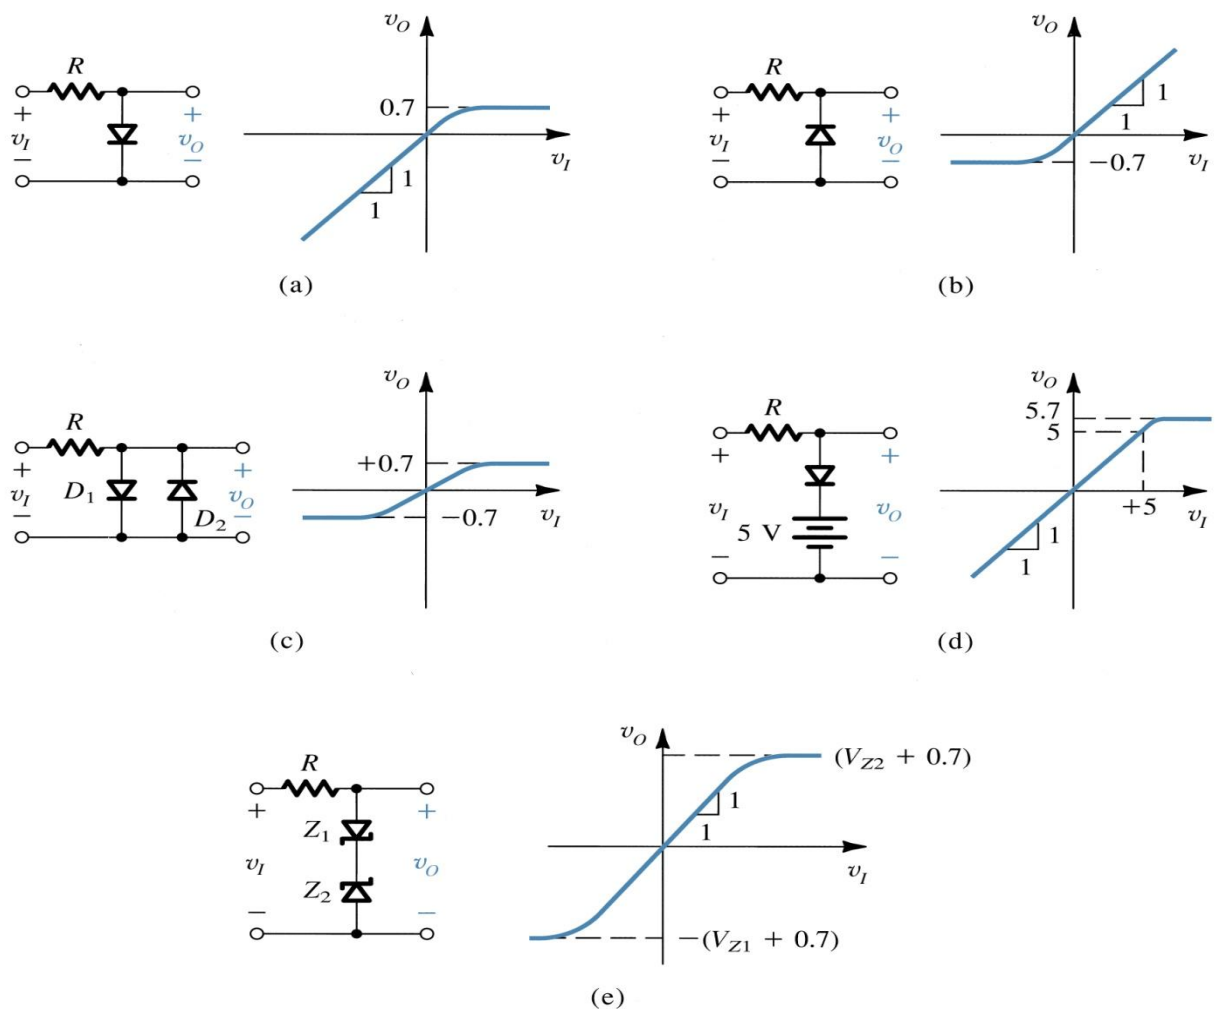 R
+
v_I
−
+
v_O
−
v_O
0.7
1
1
v_I
(a)
R
+
v_I
−
+
v_O
−
v_O
1
1
−0.7
v_I
(b)
R
+
v_I
−
D_1
D_2
+
v_O
−
v_O
+0.7
−0.7
v_I
(c)
R
+
v_I
−
5 V
+
v_O
−
v_O
5.7
5
+5
1
1
v_I
(d)
R
+
v_I
−
Z_1
Z_2
+
v_O
−
v_O
(V_Z2 + 0.7)
1
1
v_I
−(V_Z1 + 0.7)
(e)